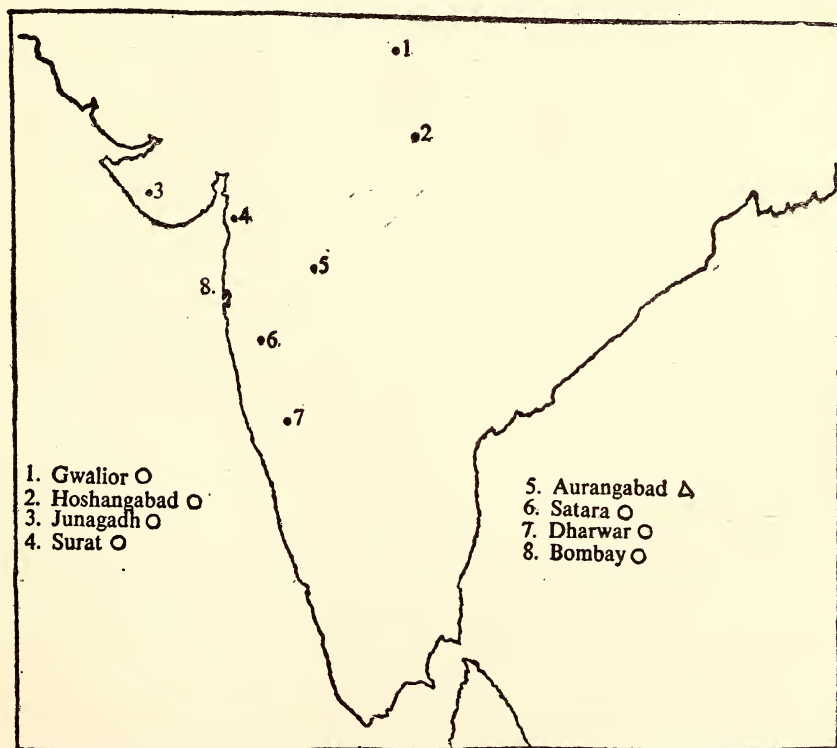 1
2
3
4
5
8.
6.
7
1. Gwalior O
2. Hoshangabad O
3. Junagadh O
4. Surat O
5. Aurangabad Δ
6. Satara O
7. Dharwar O
8. Bombay O